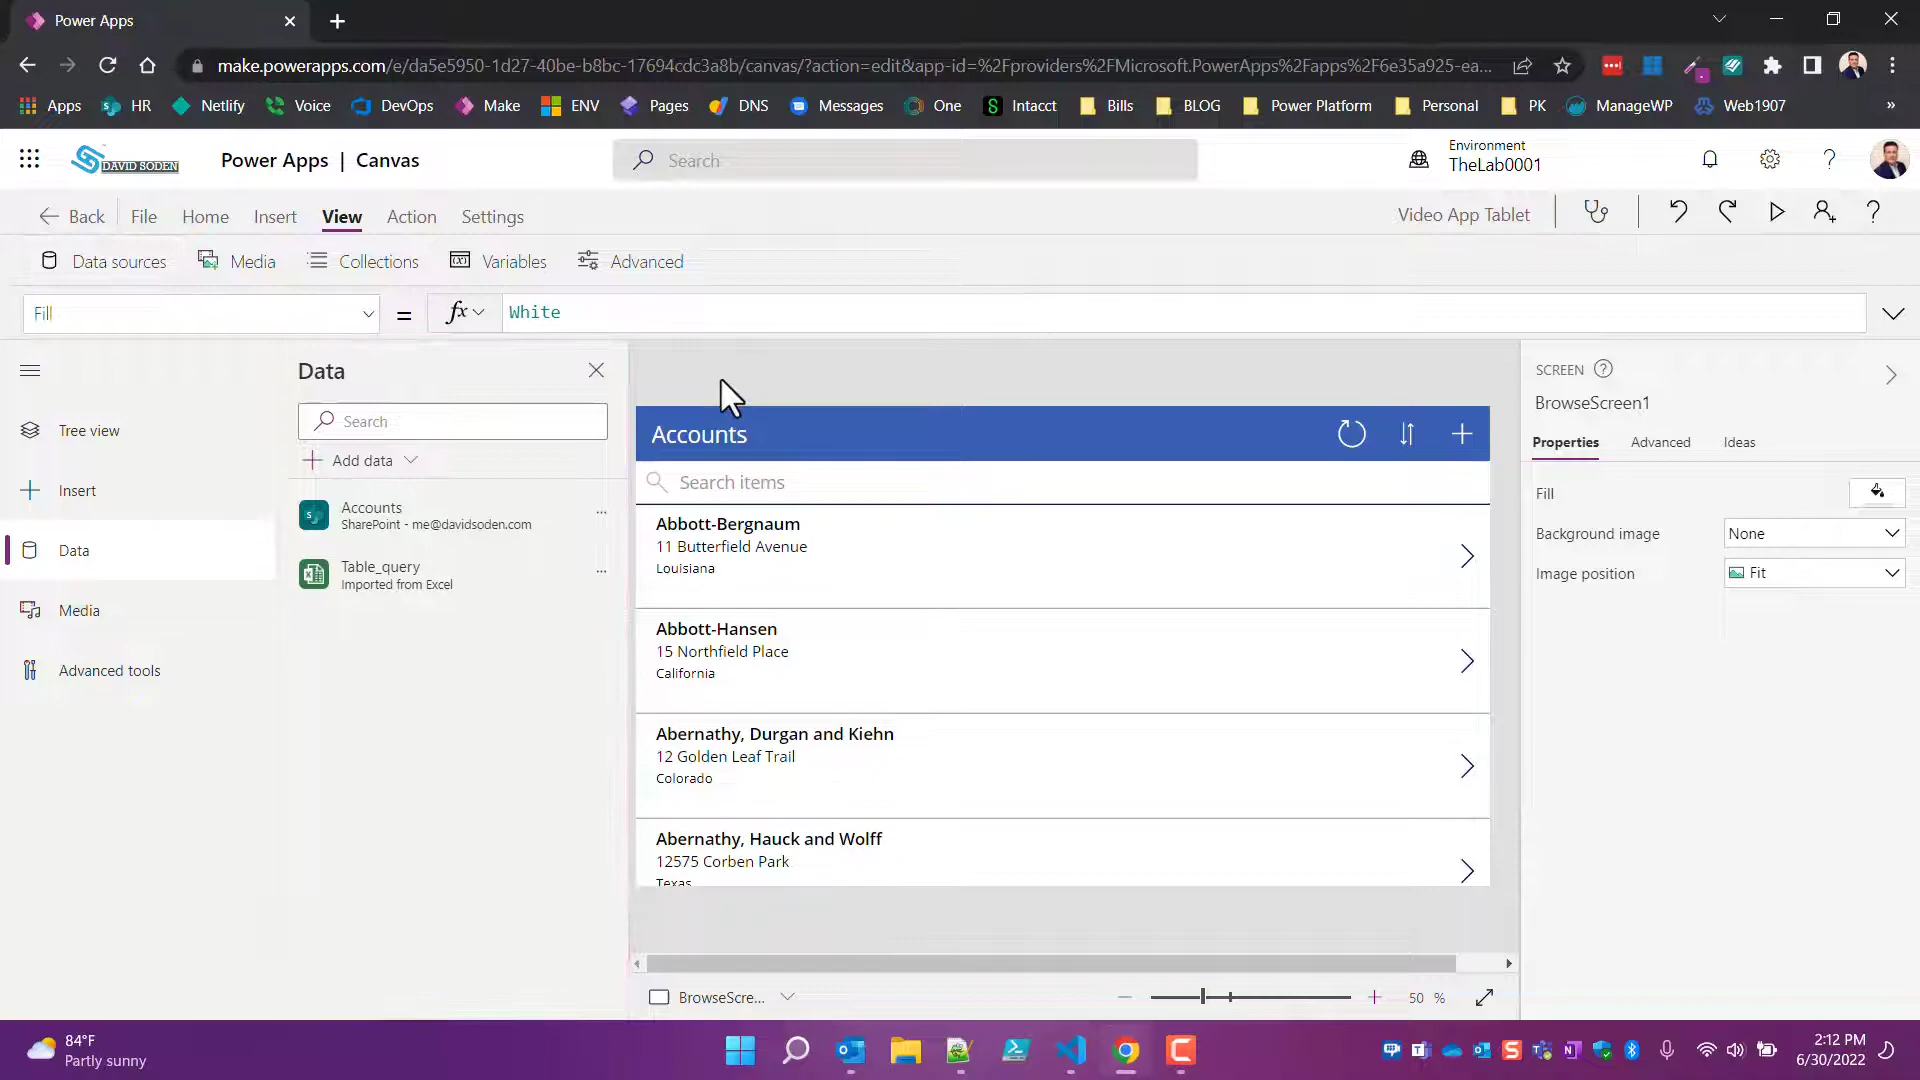 Power Apps
make.powerapps.com/e/da5e5950-1d27-40be-b8bc-17694cdc3a8b/canvas/?action=edit&app-id=%2Fproviders%2FMicrosoft.PowerApps%2Fapps%2F6e35a925-ea...
Apps HR Netlify Voice DevOps Make ENV Pages DNS Messages One Intacct Bills BLOG Power Platform Personal PK ManageWP Web1907 »
DAVID SODEN
Power Apps | Canvas
Search
Environment
TheLab0001
Back File Home Insert View Action Settings
Video App Tablet
Data sources Media Collections Variables Advanced
Fill = fx White
Data
Search
Add data
Accounts
SharePoint - me@davidsoden.com
Table_query
Imported from Excel
Tree view
Insert
Data
Media
Advanced tools
Accounts
Search items
Abbott-Bergnaum
11 Butterfield Avenue
Louisiana
Abbott-Hansen
15 Northfield Place
California
Abernathy, Durgan and Kiehn
12 Golden Leaf Trail
Colorado
Abernathy, Hauck and Wolff
12575 Corben Park
Texas
BrowseScre...
50 %
SCREEN
BrowseScreen1
Properties Advanced Ideas
Fill
Background image None
Image position Fit
84°F
Partly sunny
2:12 PM
6/30/2022